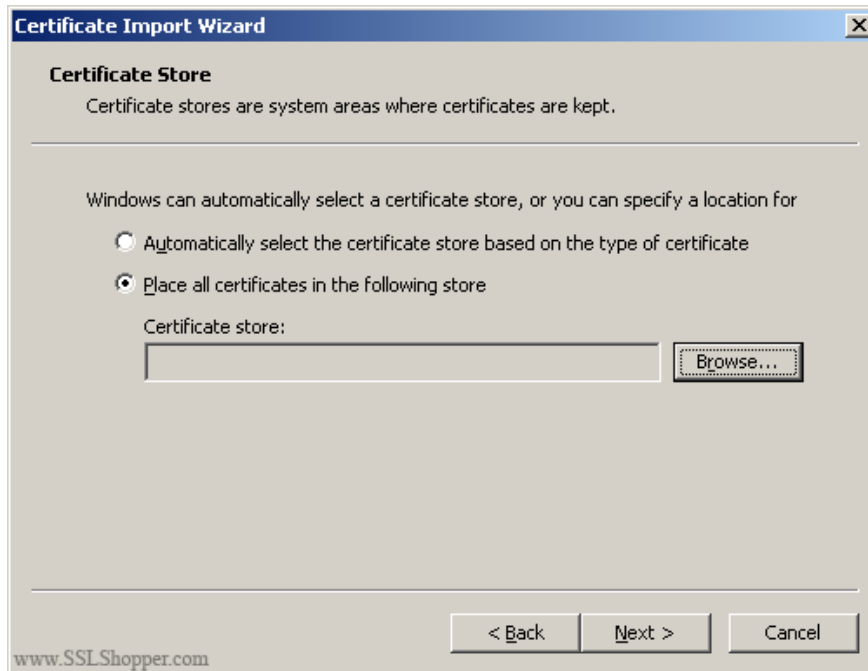 Certificate Import Wizard
Certificate Store
Certificate stores are system areas where certificates are kept.
Windows can automatically select a certificate store, or you can specify a location for
Automatically select the certificate store based on the type of certificate
Place all certificates in the following store
Certificate store:
Browse...
< Back Next > Cancel
www.SSLShopper.com